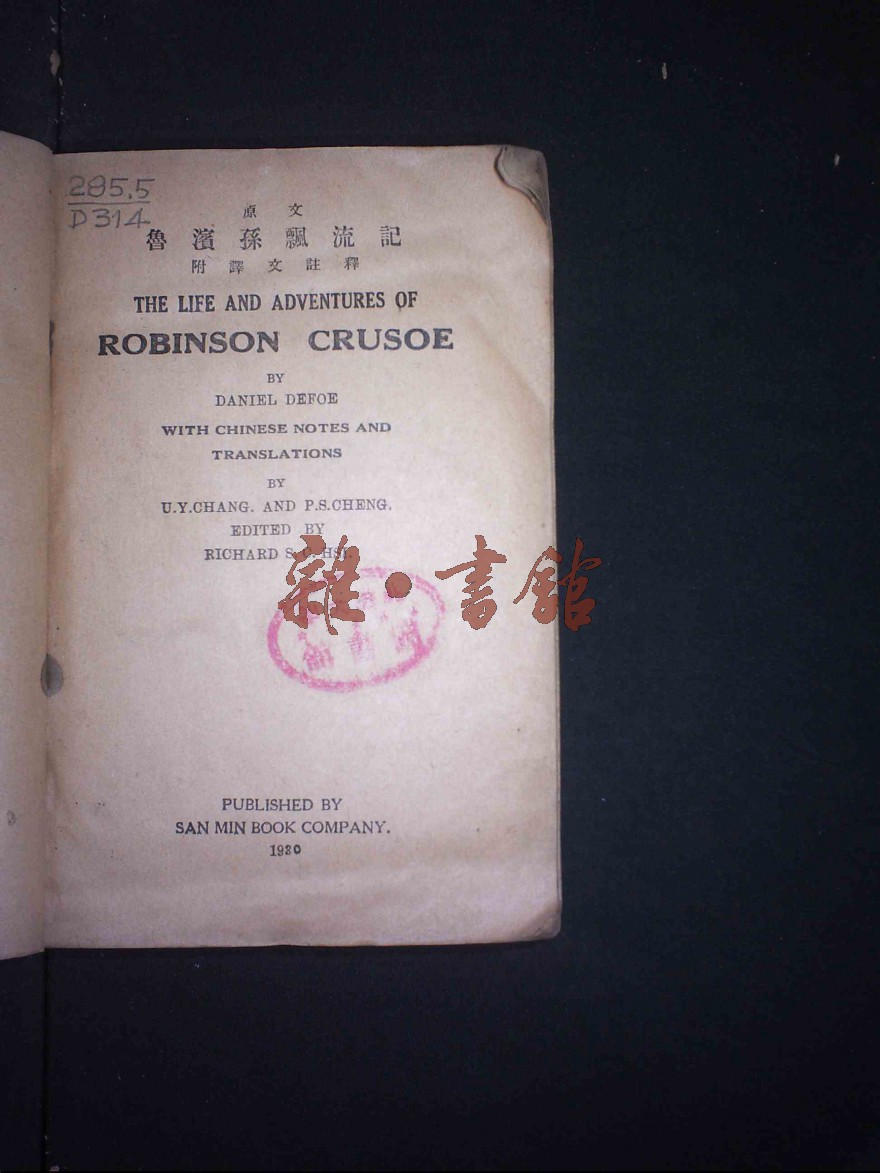 285.5
D314
原文
魯濱孫飄流記
附譯文註釋
THE LIFE AND ADVENTURES OF
ROBINSON CRUSOE
BY
DANIEL DEFOE
WITH CHINESE NOTES AND
TRANSLATIONS
BY
U.Y.CHANG. AND P.S.CHENG.
EDITED BY
RICHARD S. C. HSI.
雜·書館
PUBLISHED BY
SAN MIN BOOK COMPANY.
1930